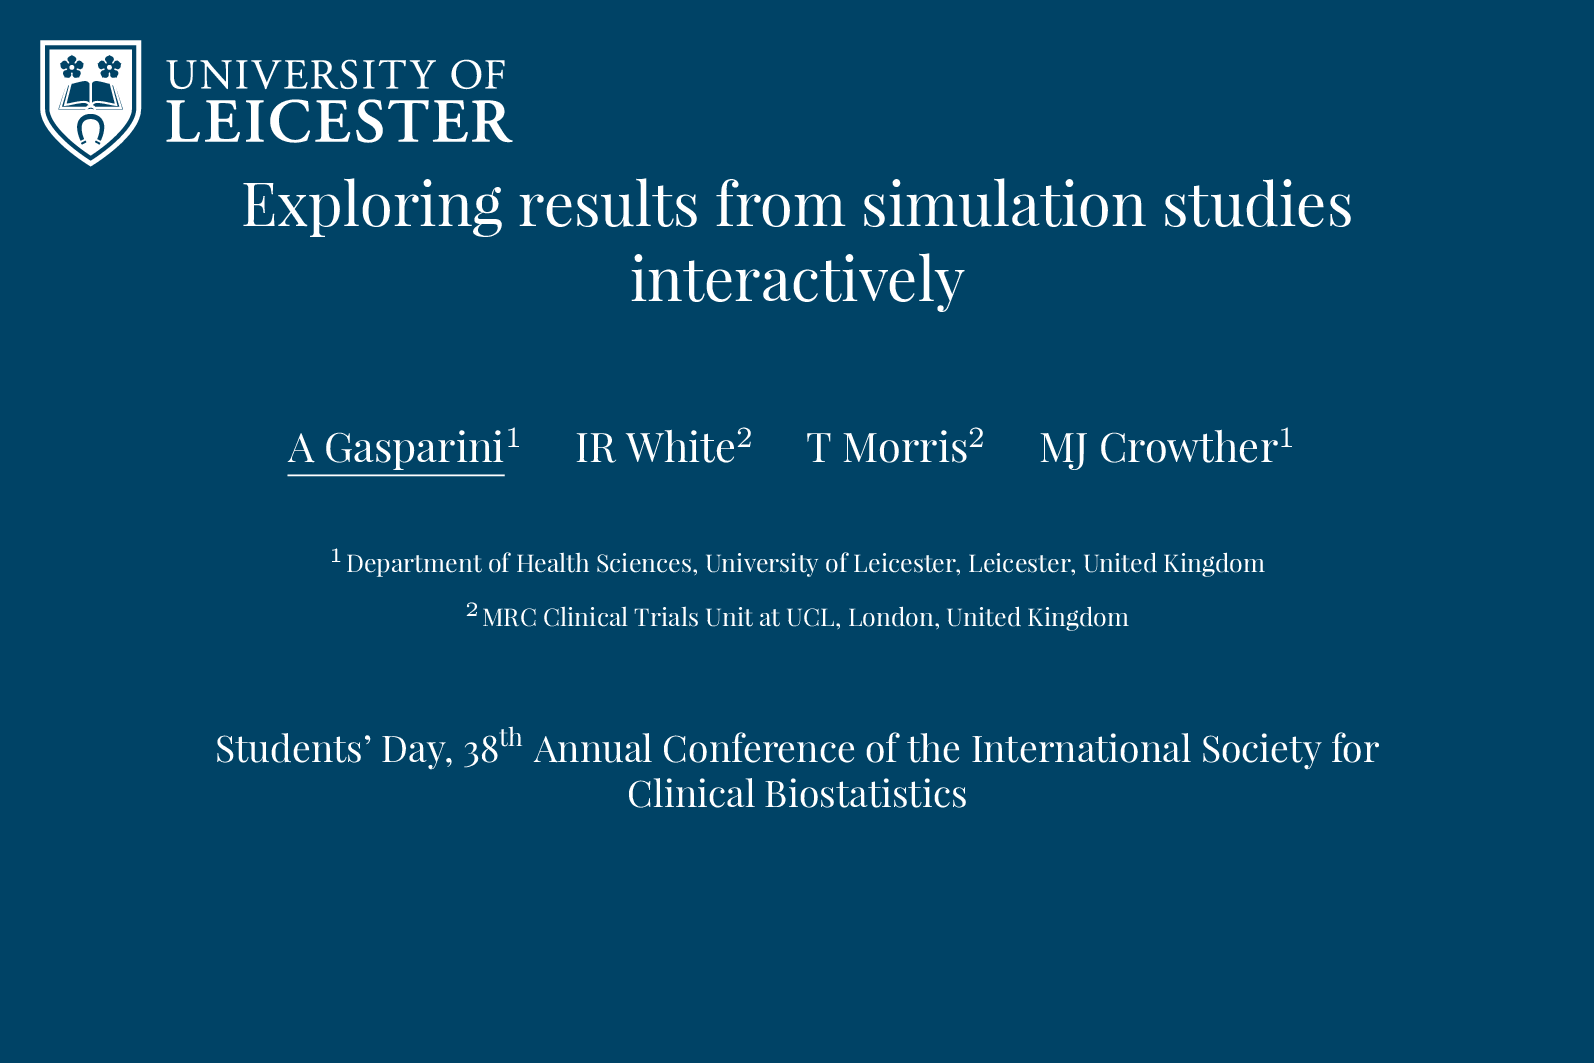 UNIVERSITY OF
LEICESTER
Exploring results from simulation studies
interactively
A Gasparini¹ IR White² T Morris² MJ Crowther¹
¹ Department of Health Sciences, University of Leicester, Leicester, United Kingdom
² MRC Clinical Trials Unit at UCL, London, United Kingdom
Students’ Day, 38th Annual Conference of the International Society for
Clinical Biostatistics